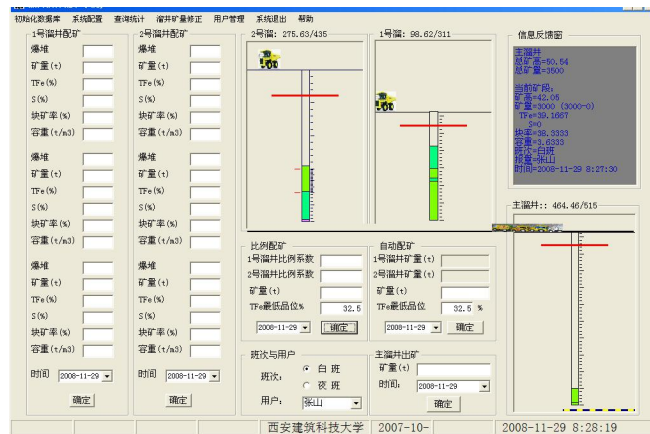 初始化数据库 系统配置 查询统计 溜井矿量修正 用户管理 系统退出 帮助
1号溜井配矿
爆堆
矿量(t)
TFe(%)
S(%)
块矿率(%)
容重(t/m3)
爆堆
矿量(t)
TFe(%)
S(%)
块矿率(%)
容重(t/m3)
爆堆
矿量(t)
TFe(%)
S(%)
块矿率(%)
容重(t/m3)
时间 2008-11-29
确定
2号溜井配矿
爆堆
矿量(t)
TFe(%)
S(%)
块矿率(%)
容重(t/m3)
爆堆
矿量(t)
TFe(%)
S(%)
块矿率(%)
容重(t/m3)
爆堆
矿量(t)
TFe(%)
S(%)
块矿率(%)
容重(t/m3)
时间 2008-11-29
确定
2号溜: 275.63/435
1号溜: 98.62/311
信息反馈窗
主溜井
总矿高=50.54
总矿量=3500
当前矿段:
矿高=42.05
矿量=3000 (3000-0)
TFe=39.1667
S=0
块率=38.3333
容重=3.6333
班次=白班
放量=张山
时间=2008-11-29 8:27:30
主溜井:: 464.46/515
比例配矿
1号溜井比例系数
2号溜井比例系数
矿量(t)
TFe最低品位% 32.5
2008-11-29 确定
自动配矿
1号溜井矿量(t)
2号溜井矿量(t)
矿量(t)
TFe最低品位 32.5 %
2008-11-29 确定
班次与用户
班次: 白 班
夜 班
用户: 张山
主溜井出矿
矿量(t)
时间: 2008-11-29
确定
西安建筑科技大学 2007-10- 2008-11-29 8:28:19